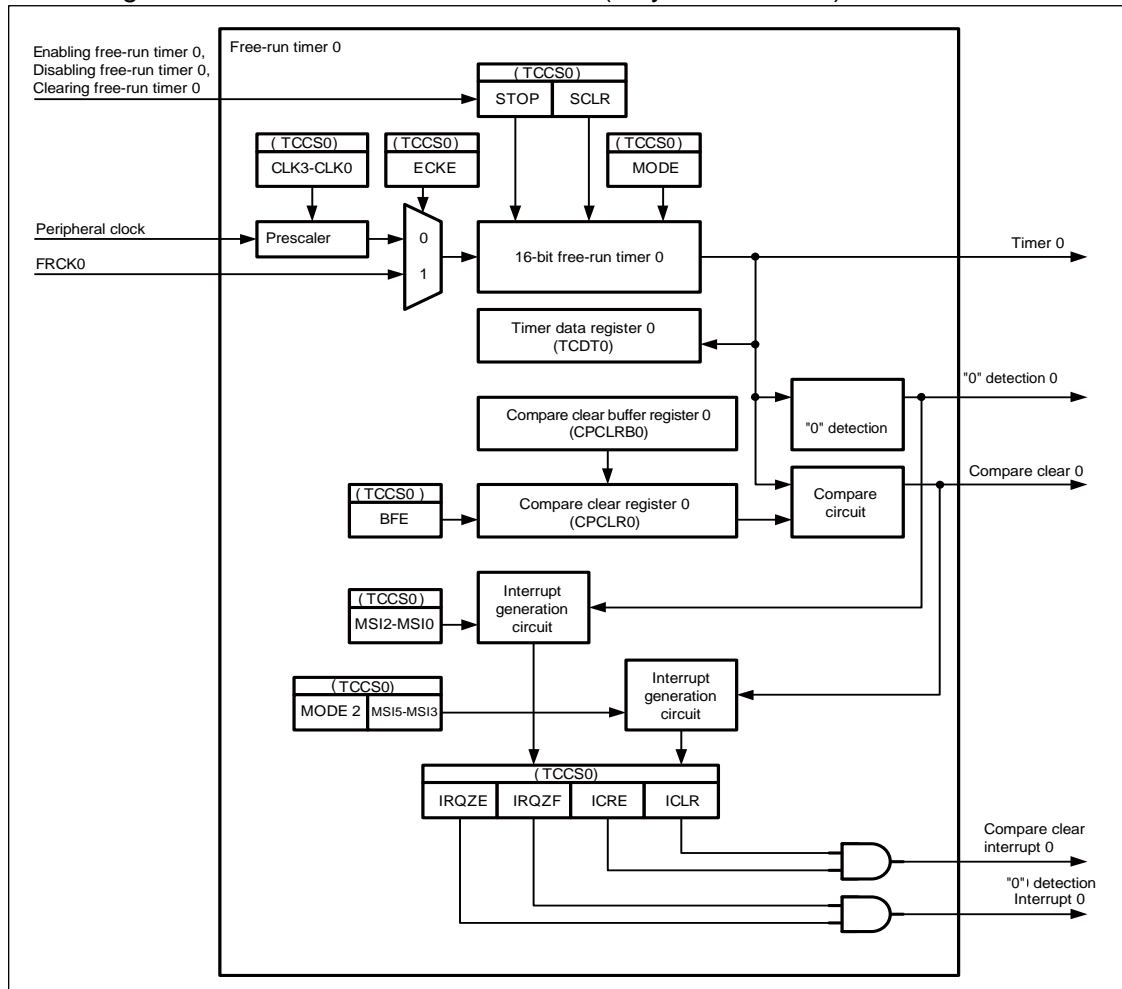 Enabling free-run timer 0,
Disabling free-run timer 0,
Clearing free-run timer 0
Free-run timer 0
(TCCS0)
STOP SCLR
(TCCS0)
CLK3-CLK0
(TCCS0)
ECKE
(TCCS0)
MODE
Peripheral clock
Prescaler
0
1
16-bit free-run timer 0
Timer 0
FRCK0
Timer data register 0
(TCDT0)
"0" detection
"0" detection 0
Compare clear buffer register 0
(CPCLRB0)
(TCCS0)
BFE
Compare clear register 0
(CPCLR0)
Compare
circuit
Compare clear 0
(TCCS0)
MSI2-MSI0
Interrupt
generation
circuit
(TCCS0)
MODE 2 MSI5-MSI3
Interrupt
generation
circuit
(TCCS0)
IRQZE IRQZF ICRE ICLR
Compare clear
interrupt 0
"0") detection
Interrupt 0